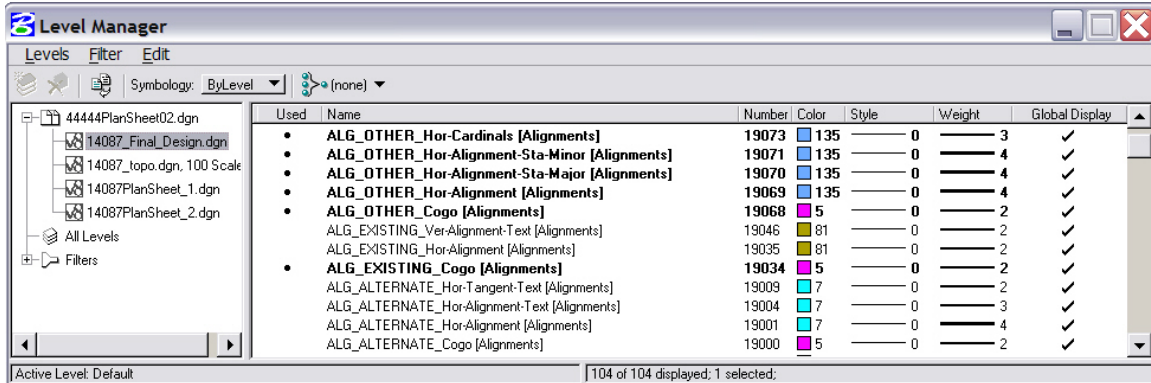 Level Manager
Levels Filter Edit
Symbology: ByLevel (none)
44444PlanSheet02.dgn
14087_Final_Design.dgn
14087_topo.dgn, 100 Scale
14087PlanSheet_1.dgn
14087PlanSheet_2.dgn
All Levels
Filters
Used Name Number Color Style Weight Global Display
ALG_OTHER_Hor-Cardinals [Alignments] 19073 135 0 3
ALG_OTHER_Hor-Alignment-Sta-Minor [Alignments] 19071 135 0 4
ALG_OTHER_Hor-Alignment-Sta-Major [Alignments] 19070 135 0 4
ALG_OTHER_Hor-Alignment [Alignments] 19069 135 0 4
ALG_OTHER_Cogo [Alignments] 19068 5 0 2
ALG_EXISTING_Ver-Alignment-Text [Alignments] 19046 81 0 2
ALG_EXISTING_Hor-Alignment [Alignments] 19035 81 0 2
ALG_EXISTING_Cogo [Alignments] 19034 5 0 2
ALG_ALTERNATE_Hor-Tangent-Text [Alignments] 19009 7 0 2
ALG_ALTERNATE_Hor-Alignment-Text [Alignments] 19004 7 0 3
ALG_ALTERNATE_Hor-Alignment [Alignments] 19001 7 0 4
ALG_ALTERNATE_Cogo [Alignments] 19000 5 0 2
Active Level: Default
104 of 104 displayed; 1 selected;